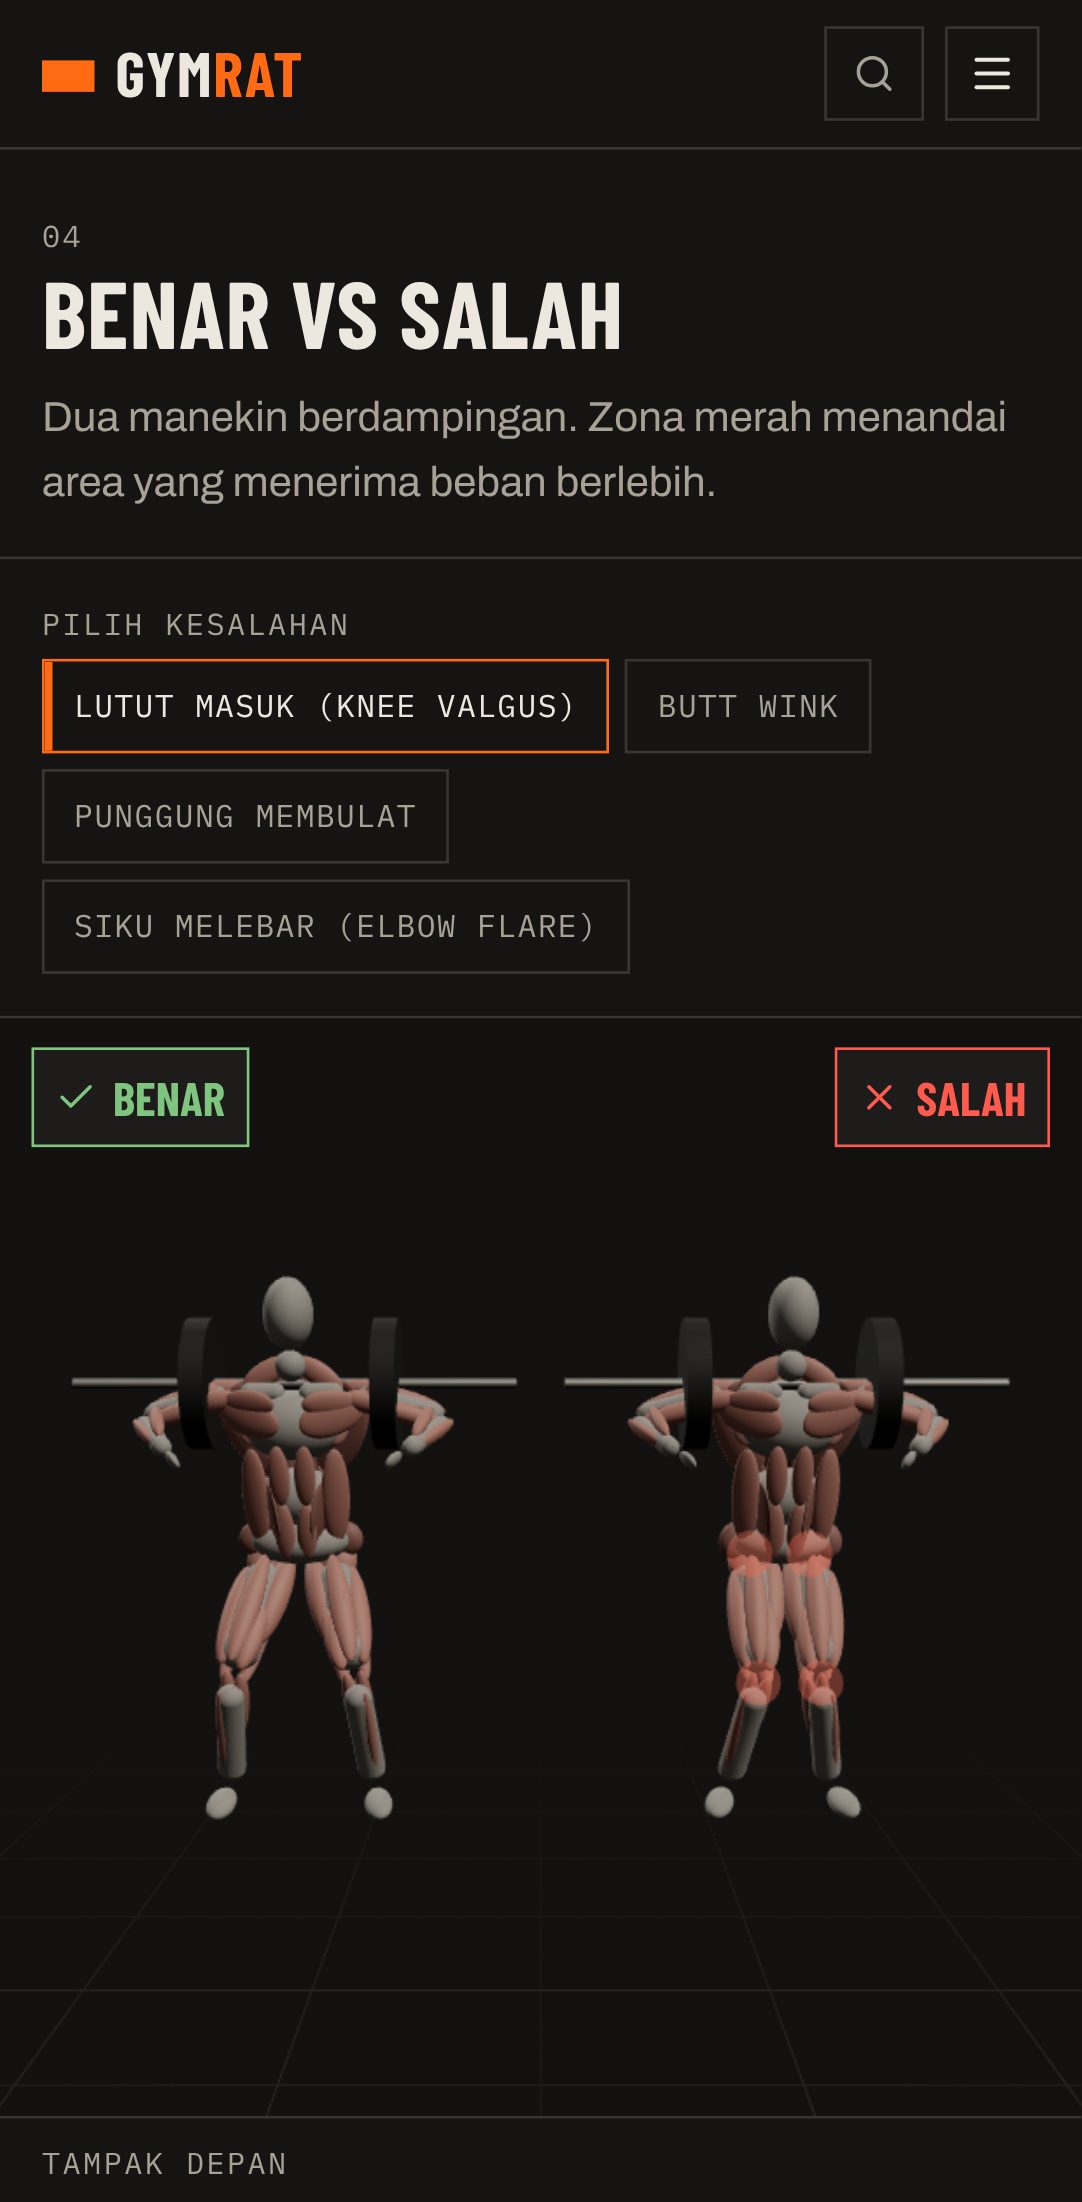 GYMRAT
04
BENAR VS SALAH
Dua manekin berdampingan. Zona merah menandai
area yang menerima beban berlebih.
PILIH KESALAHAN
LUTUT MASUK (KNEE VALGUS)
BUTT WINK
PUNGGUNG MEMBULAT
SIKU MELEBAR (ELBOW FLARE)
BENAR
SALAH
TAMPAK DEPAN